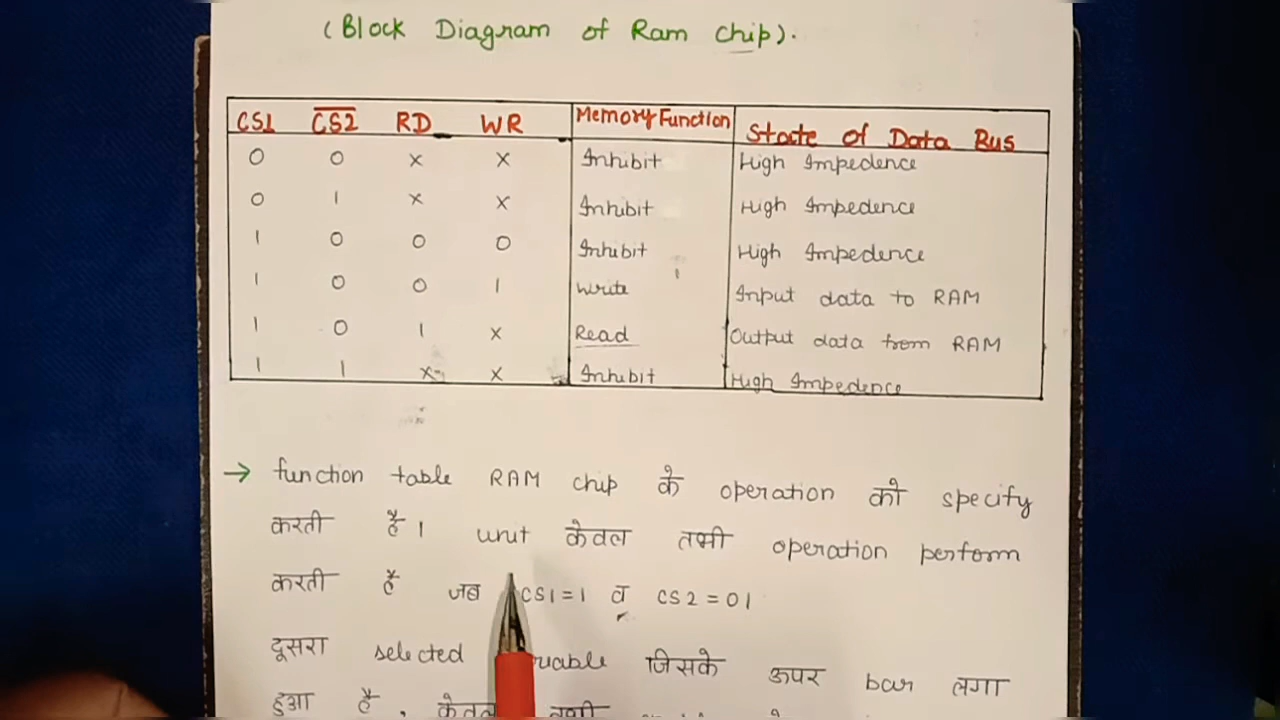 (Block Diagram of Ram chip).
CS1 C̅S̅2̅ RD WR Memory Function State of Data Bus
0 0 x x Inhibit High Impedence
0 1 x x Inhibit High Impedence
1 0 0 0 Inhibit High Impedence
1 0 0 1 Write Input data to RAM
1 0 1 x Read Output data from RAM
1 1 x x Inhibit High Impedence
→ function table RAM chip के operation को specify
करती है। unit केवल तभी operation perform
करती है जब CS1=1 व CS2=0।
दूसरा selected जिसके ऊपर bar लगा
हुआ है, केवल तभी